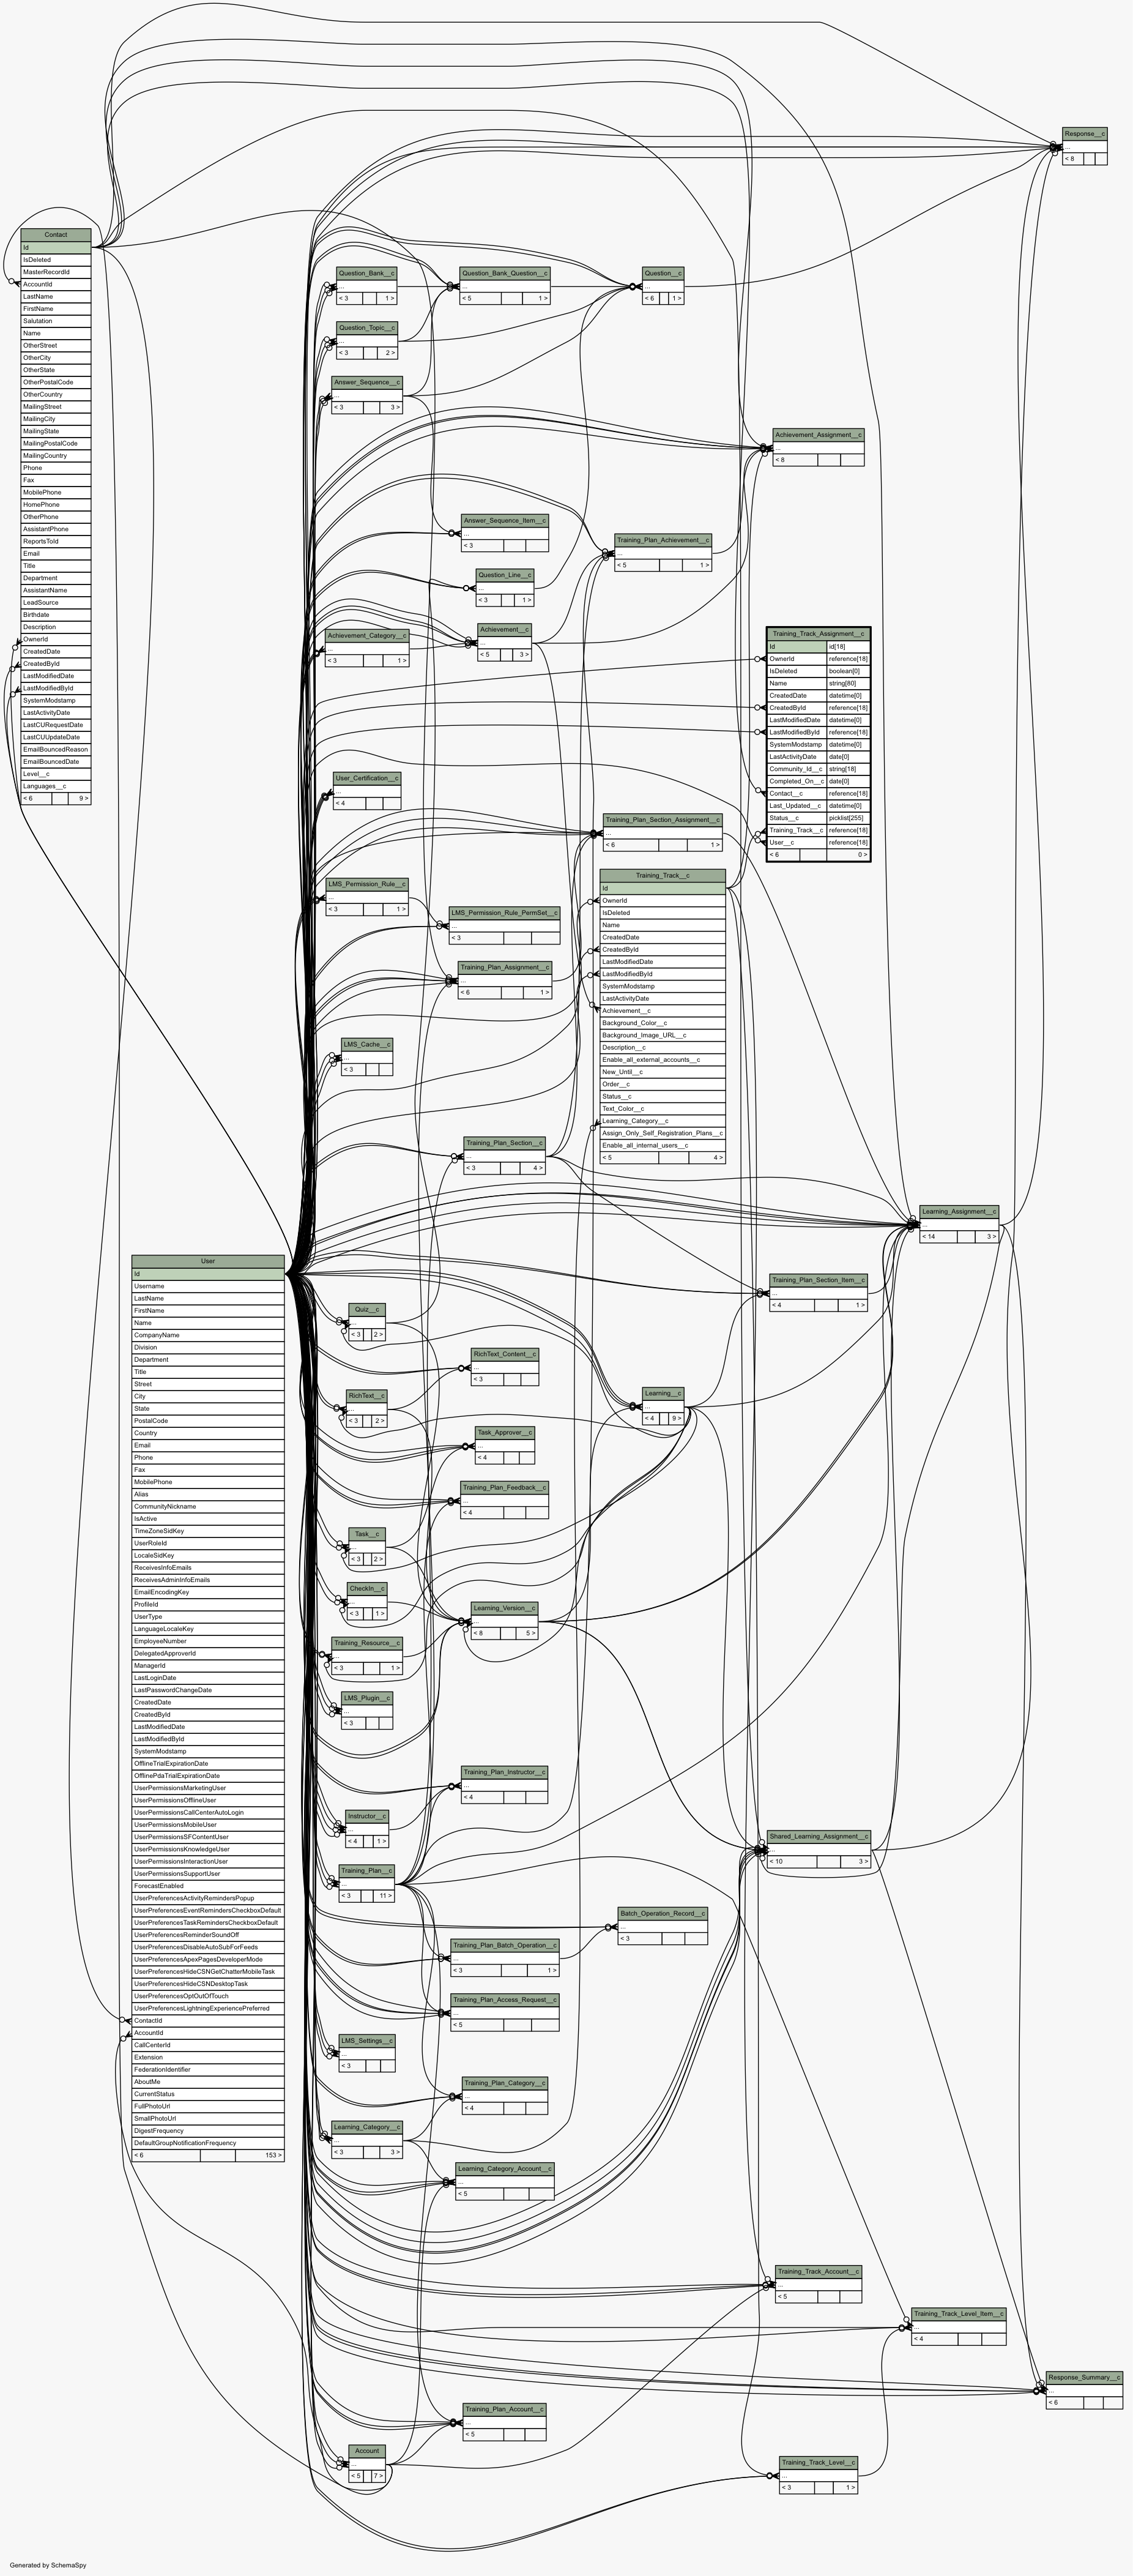 Response__c
...
< 8
Contact
Id
IsDeleted
MasterRecordId
AccountId
LastName
FirstName
Salutation
Name
OtherStreet
OtherCity
OtherState
OtherPostalCode
OtherCountry
MailingStreet
MailingCity
MailingState
MailingPostalCode
MailingCountry
Phone
Fax
MobilePhone
HomePhone
OtherPhone
AssistantPhone
ReportsToId
Email
Title
Department
AssistantName
LeadSource
Birthdate
Description
OwnerId
CreatedDate
CreatedById
LastModifiedDate
LastModifiedById
SystemModstamp
LastActivityDate
LastCURequestDate
LastCUUpdateDate
EmailBouncedReason
EmailBouncedDate
Level__c
Languages__c
< 6 9 >
Question_Bank__c
...
< 3 1 >
Question_Bank_Question__c
...
< 5 1 >
Question__c
...
< 6 1 >
Question_Topic__c
...
< 3 2 >
Answer_Sequence__c
...
< 3 3 >
Achievement_Assignment__c
...
< 8
Answer_Sequence_Item__c
...
< 3
Training_Plan_Achievement__c
...
< 5 1 >
Question_Line__c
...
< 3 1 >
Achievement__c
...
< 5 3 >
Achievement_Category__c
...
< 3 1 >
Training_Track_Assignment__c
Id id[18]
OwnerId reference[18]
IsDeleted boolean[0]
Name string[80]
CreatedDate datetime[0]
CreatedById reference[18]
LastModifiedDate datetime[0]
LastModifiedById reference[18]
SystemModstamp datetime[0]
LastActivityDate date[0]
Community_Id__c string[18]
Completed_On__c date[0]
Contact__c reference[18]
Last_Updated__c datetime[0]
Status__c picklist[255]
Training_Track__c reference[18]
User__c reference[18]
< 6 0 >
User_Certification__c
...
< 4
Training_Plan_Section_Assignment__c
...
< 6 1 >
Training_Track__c
Id
OwnerId
IsDeleted
Name
CreatedDate
CreatedById
LastModifiedDate
LastModifiedById
SystemModstamp
LastActivityDate
Achievement__c
Background_Color__c
Background_Image_URL__c
Description__c
Enable_all_external_accounts__c
New_Until__c
Order__c
Status__c
Text_Color__c
Learning_Category__c
Assign_Only_Self_Registration_Plans__c
Enable_all_internal_users__c
< 5 4 >
LMS_Permission_Rule__c
...
< 3 1 >
LMS_Permission_Rule_PermSet__c
...
< 3
Training_Plan_Assignment__c
...
< 6 1 >
LMS_Cache__c
...
< 3
Training_Plan_Section__c
...
< 3 4 >
Learning_Assignment__c
...
< 14 3 >
User
Id
Username
LastName
FirstName
Name
CompanyName
Division
Department
Title
Street
City
State
PostalCode
Country
Email
Phone
Fax
MobilePhone
Alias
CommunityNickname
IsActive
TimeZoneSidKey
UserRoleId
LocaleSidKey
ReceivesInfoEmails
ReceivesAdminInfoEmails
EmailEncodingKey
ProfileId
UserType
LanguageLocaleKey
EmployeeNumber
DelegatedApproverId
ManagerId
LastLoginDate
LastPasswordChangeDate
CreatedDate
CreatedById
LastModifiedDate
LastModifiedById
SystemModstamp
OfflineTrialExpirationDate
OfflinePdaTrialExpirationDate
UserPermissionsMarketingUser
UserPermissionsOfflineUser
UserPermissionsCallCenterAutoLogin
UserPermissionsMobileUser
UserPermissionsSFContentUser
UserPermissionsKnowledgeUser
UserPermissionsInteractionUser
UserPermissionsSupportUser
ForecastEnabled
UserPreferencesActivityRemindersPopup
UserPreferencesEventRemindersCheckboxDefault
UserPreferencesTaskRemindersCheckboxDefault
UserPreferencesReminderSoundOff
UserPreferencesDisableAutoSubForFeeds
UserPreferencesApexPagesDeveloperMode
UserPreferencesHideCSNGetChatterMobileTask
UserPreferencesHideCSNDesktopTask
UserPreferencesOptOutOfTouch
UserPreferencesLightningExperiencePreferred
ContactId
AccountId
CallCenterId
Extension
FederationIdentifier
AboutMe
CurrentStatus
FullPhotoUrl
SmallPhotoUrl
DigestFrequency
DefaultGroupNotificationFrequency
< 6 153 >
Training_Plan_Section_Item__c
...
< 4 1 >
Quiz__c
...
< 3 2 >
RichText_Content__c
...
< 3
RichText__c
...
< 3 2 >
Learning__c
...
< 4 9 >
Task_Approver__c
...
< 4
Training_Plan_Feedback__c
...
< 4
Task__c
...
< 3 2 >
CheckIn__c
...
< 3 1 >
Learning_Version__c
...
< 8 5 >
Training_Resource__c
...
< 3 1 >
LMS_Plugin__c
...
< 3
Training_Plan_Instructor__c
...
< 4
Instructor__c
...
< 4 1 >
Shared_Learning_Assignment__c
...
< 10 3 >
Training_Plan__c
...
< 3 11 >
Batch_Operation_Record__c
...
< 3
Training_Plan_Batch_Operation__c
...
< 3 1 >
Training_Plan_Access_Request__c
...
< 5
LMS_Settings__c
...
< 3
Training_Plan_Category__c
...
< 4
Learning_Category__c
...
< 3 3 >
Learning_Category_Account__c
...
< 5
Training_Track_Account__c
...
< 5
Training_Track_Level_Item__c
...
< 4
Response_Summary__c
...
< 6
Training_Plan_Account__c
...
< 5
Account
...
< 5 7 >
Training_Track_Level__c
...
< 3 1 >
Generated by SchemaSpy